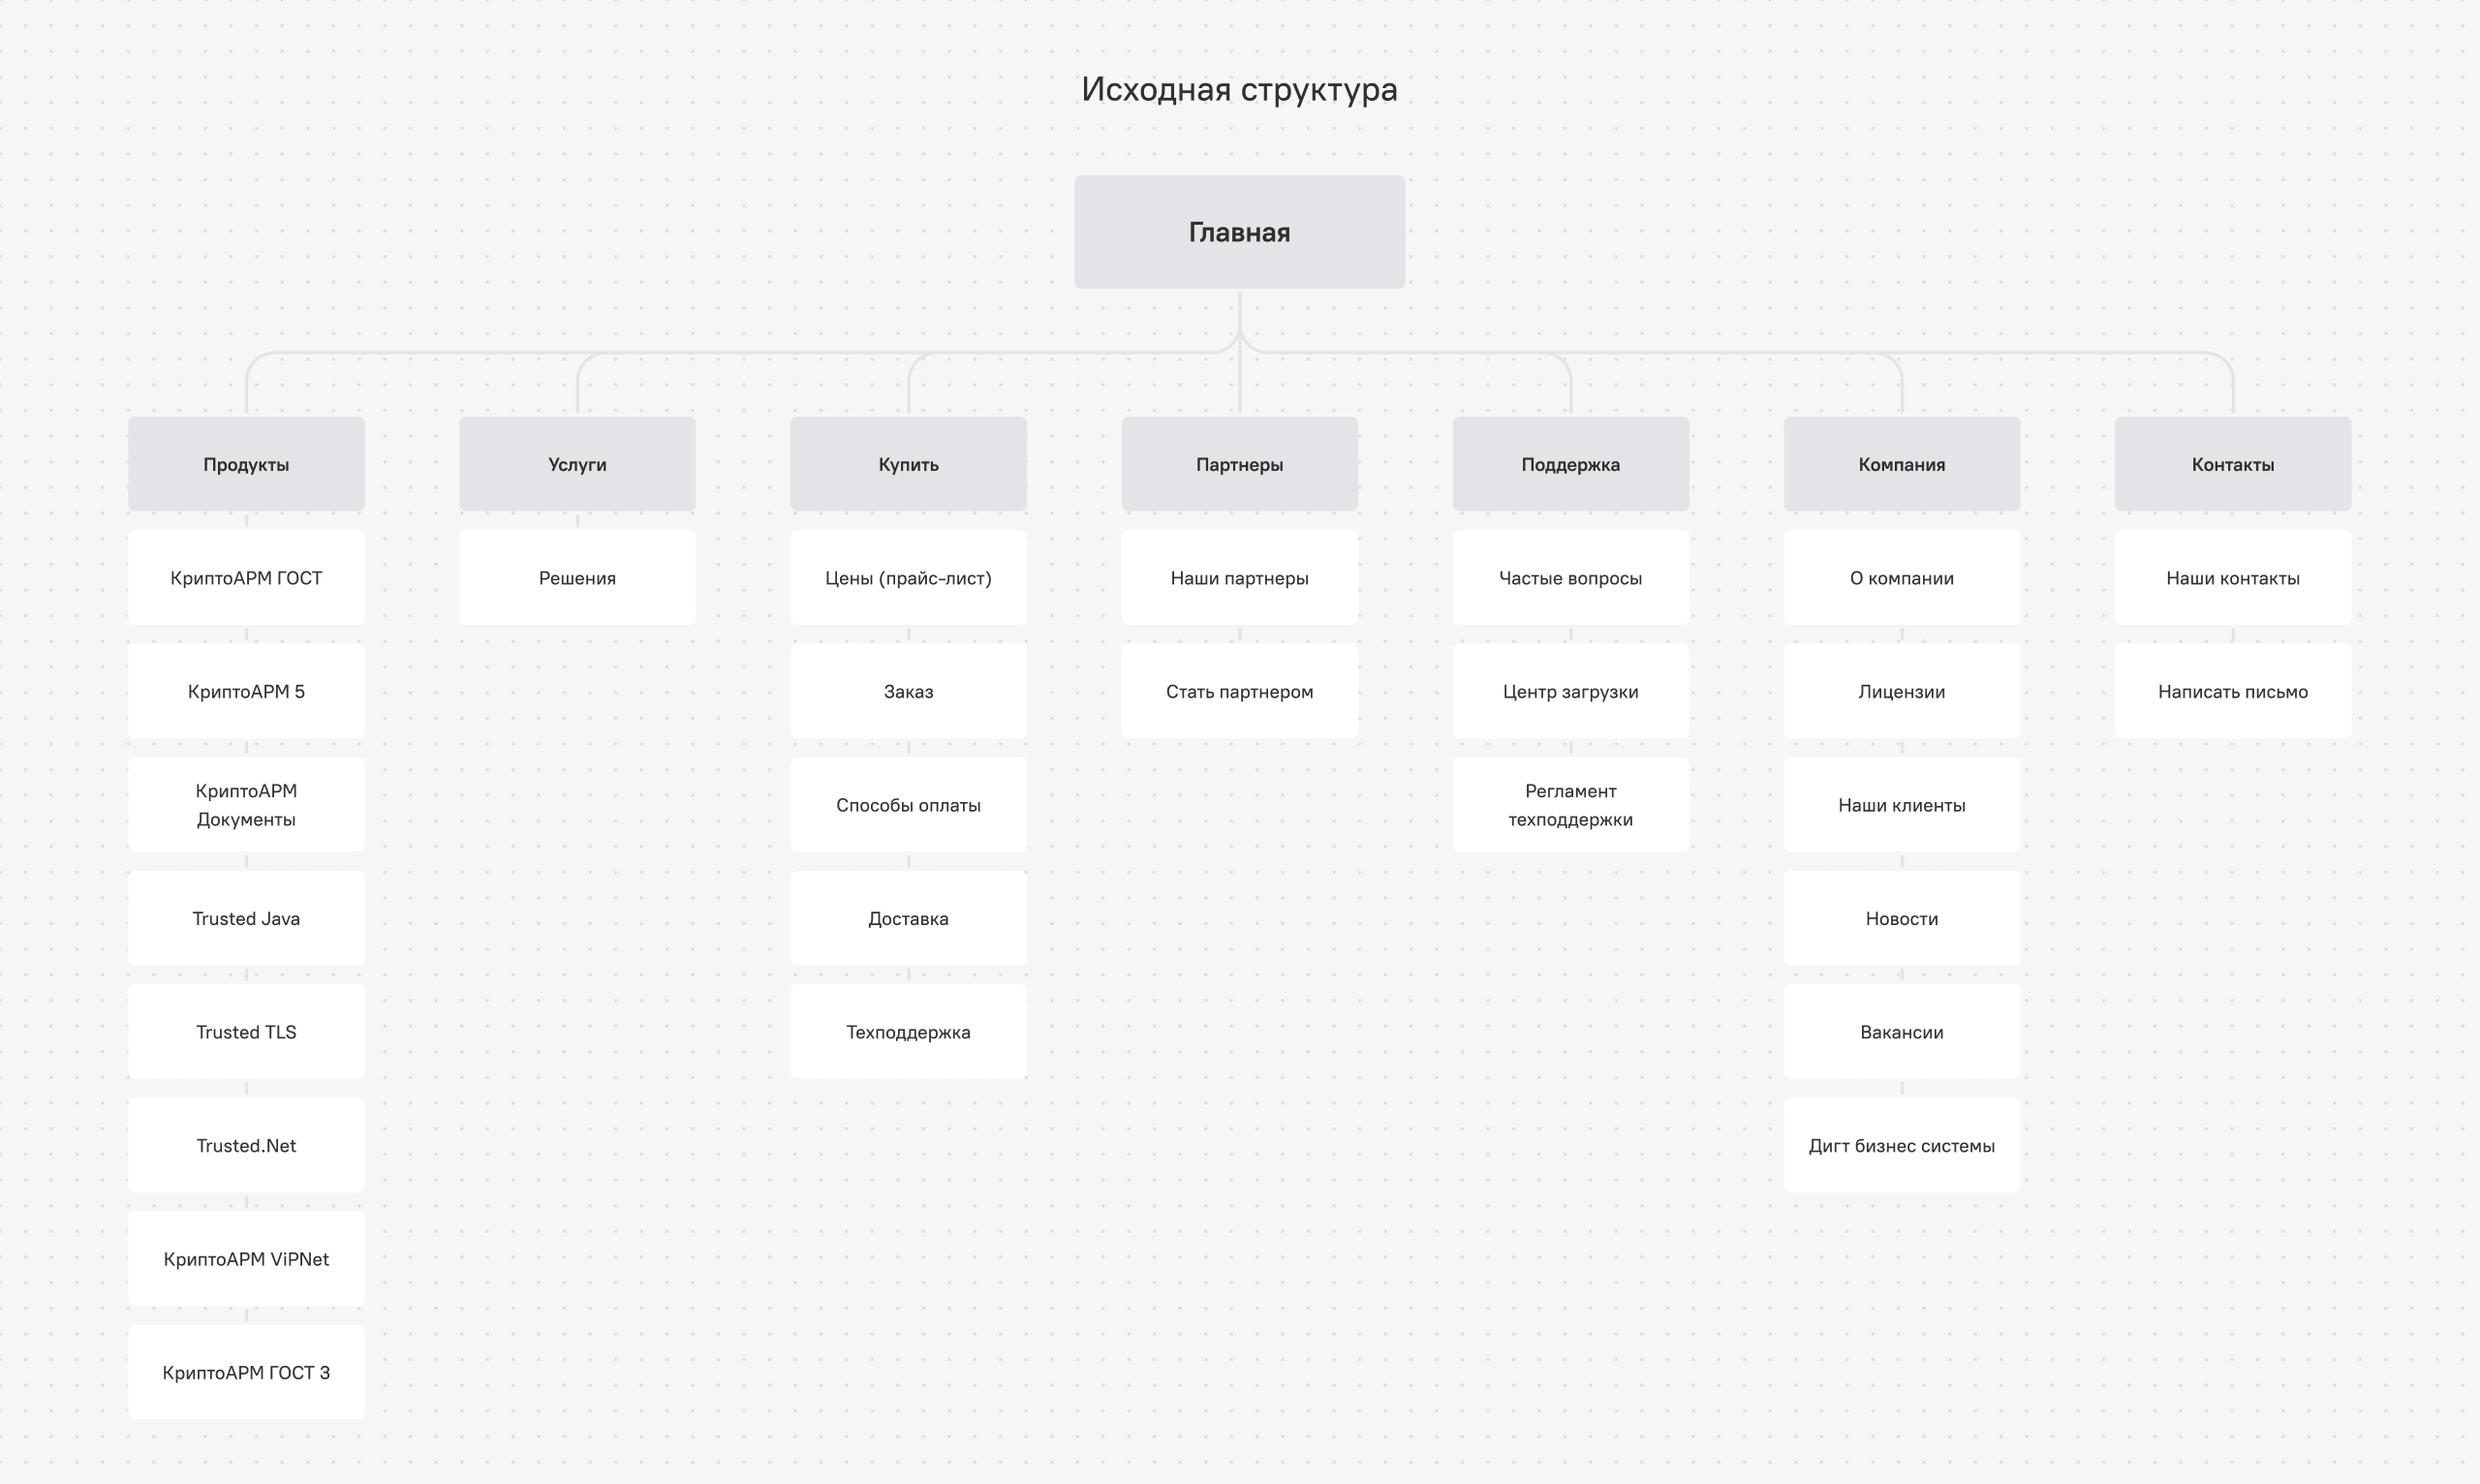 Исходная структура
Главная
Продукты
КриптоАРМ ГОСТ
КриптоАРМ 5
КриптоАРМ
Документы
Trusted Java
Trusted TLS
Trusted.Net
КриптоАРМ ViPNet
КриптоАРМ ГОСТ 3
Услуги
Решения
Купить
Цены (прайс-лист)
Заказ
Способы оплаты
Доставка
Техподдержка
Партнеры
Наши партнеры
Стать партнером
Поддержка
Частые вопросы
Центр загрузки
Регламент
техподдержки
Компания
О компании
Лицензии
Наши клиенты
Новости
Вакансии
Дигт бизнес системы
Контакты
Наши контакты
Написать письмо